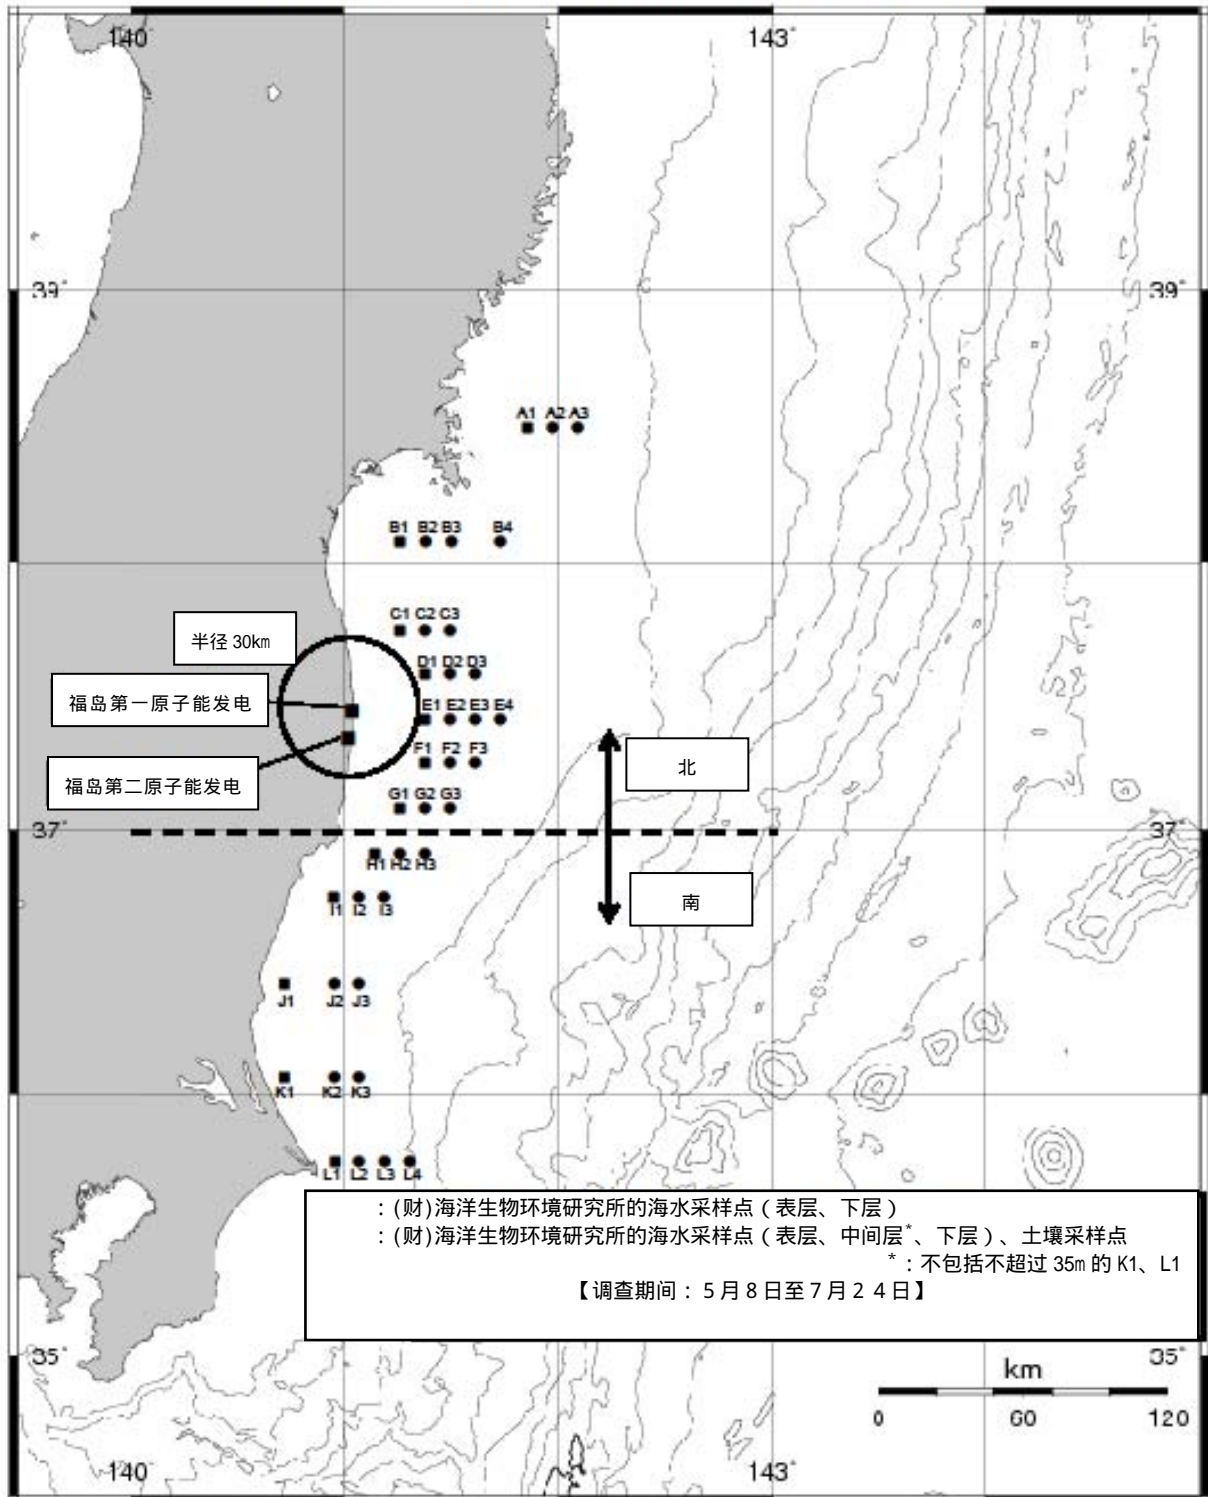 140°
143°
39°
39°
A1 A2 A3
B1 B2 B3 B4
C1 C2 C3
半径 30km
D1 D2 D3
福岛第一原子能发电
E1 E2 E3 E4
福岛第二原子能发电
F1 F2 F3
北
G1 G2 G3
37°
37°
H1 H2 H3
南
I1 I2 I3
J1 J2 J3
K1 K2 K3
L1 L2 L3 L4
:(财)海洋生物环境研究所的海水采样点(表层、下层)
:(财)海洋生物环境研究所的海水采样点(表层、中间层*、下层)、土壤采样点
*:不包括不超过 35m 的 K1、L1
【调查期间:5月8日至7月24日】
35°
35°
km
0 60 120
140°
143°